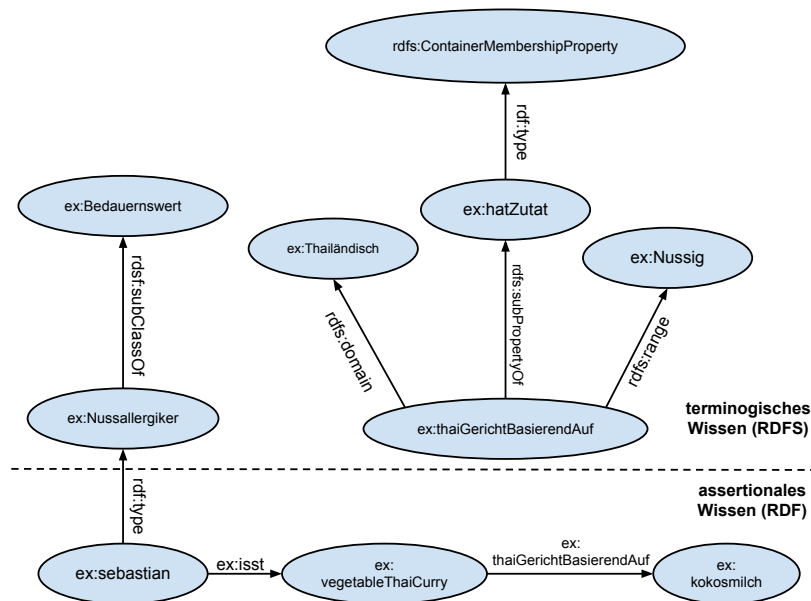 rdfs:ContainerMembershipProperty
rdf:type
ex:Bedauernswert
ex:hatZutat
ex:Thailändisch
ex:Nussig
rdsf:subClassOf
rdfs:domain
rdfs:subPropertyOf
rdfs:range
ex:Nussallergiker
ex:thaiGerichtBasierendAuf
terminogisches
Wissen (RDFS)
rdf:type
assertionales
Wissen (RDF)
ex:sebastian
ex:isst
ex:
vegetableThaiCurry
ex:
thaiGerichtBasierendAuf
ex:
kokosmilch